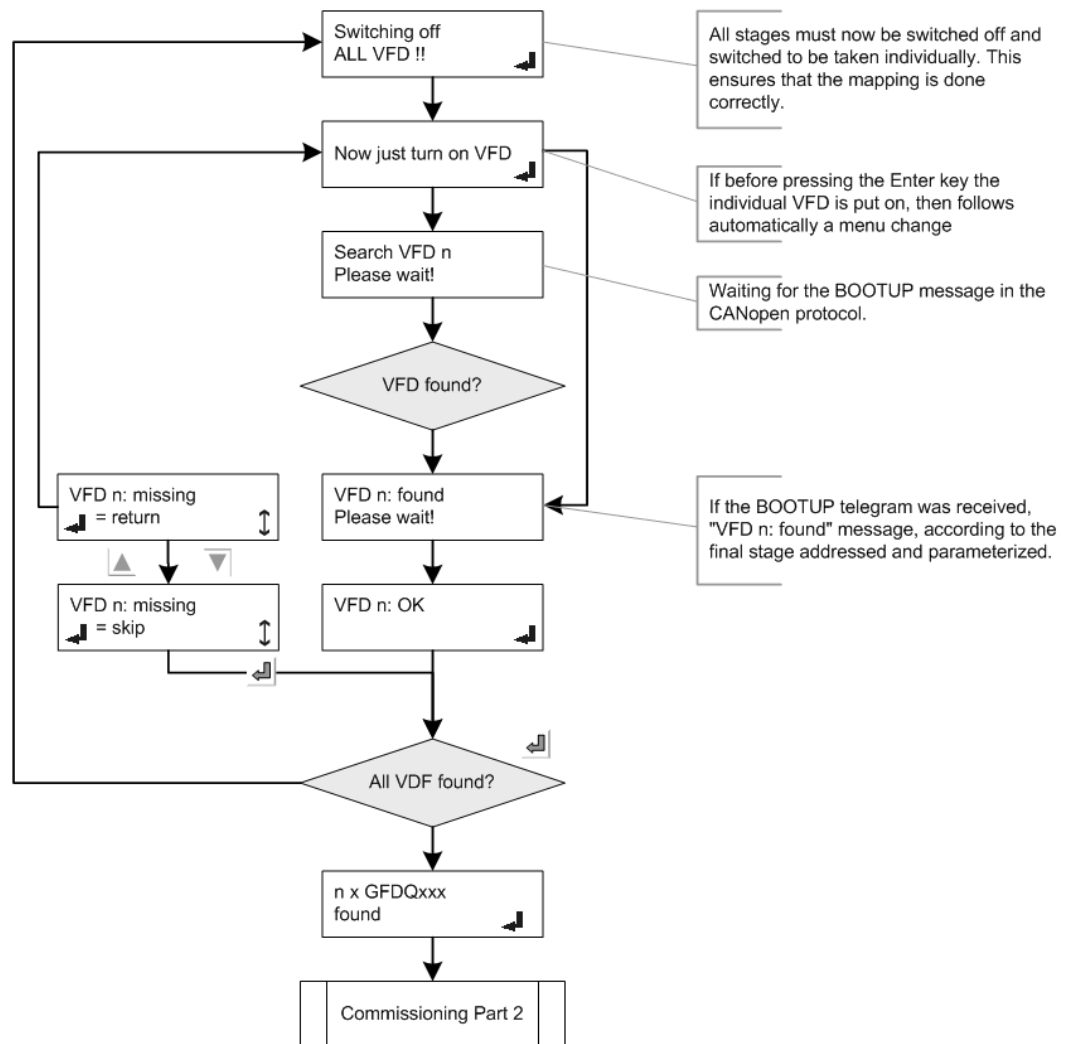 Switching off
ALL VFD !!
All stages must now be switched off and
switched to be taken individually. This
ensures that the mapping is done
correctly.
Now just turn on VFD
If before pressing the Enter key the
individual VFD is put on, then follows
automatically a menu change
Search VFD n
Please wait!
Waiting for the BOOTUP message in the
CANopen protocol.
VFD found?
VFD n: missing
= return
VFD n: found
Please wait!
If the BOOTUP telegram was received,
"VFD n: found" message, according to the
final stage addressed and parameterized.
VFD n: missing
= skip
VFD n: OK
All VDF found?
n x GFDQxxx
found
Commissioning Part 2